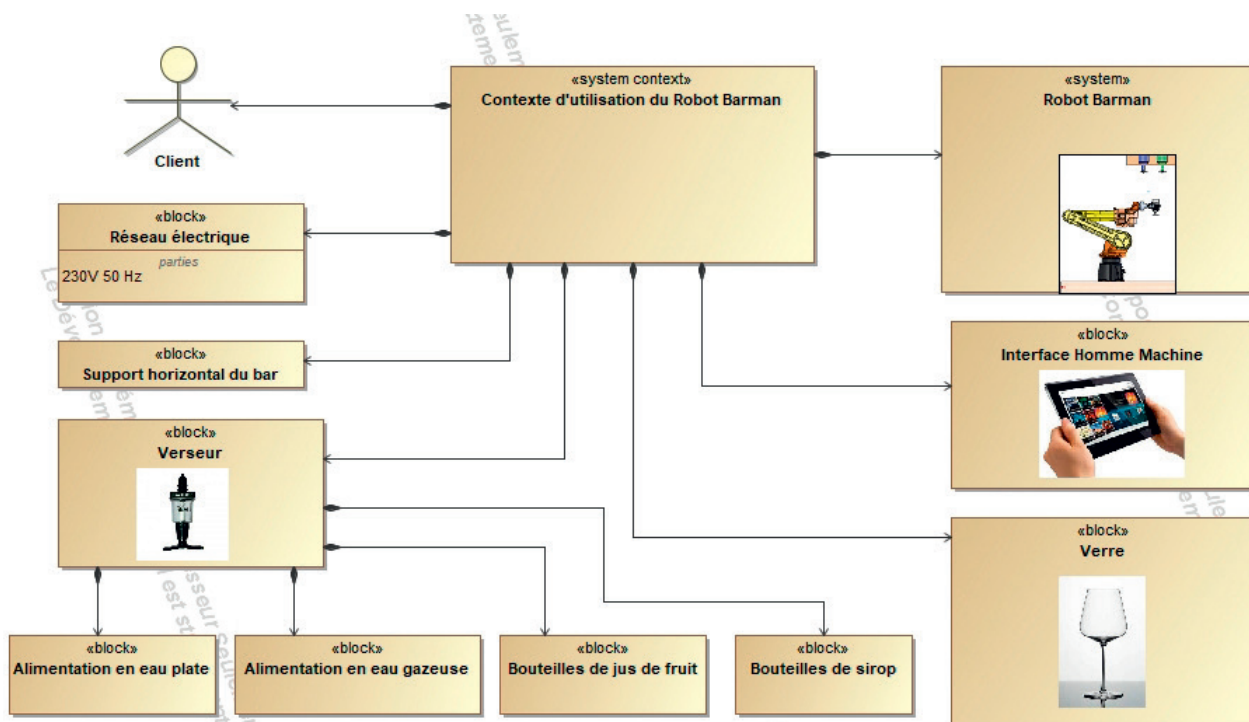 «system context»
Contexte d'utilisation du Robot Barman
«system»
Robot Barman
Client
«block»
Réseau électrique
parties
230V 50 Hz
«block»
Support horizontal du bar
«block»
Interface Homme Machine
«block»
Verseur
«block»
Verre
«block»
Alimentation en eau plate
«block»
Alimentation en eau gazeuse
«block»
Bouteilles de jus de fruit
«block»
Bouteilles de sirop